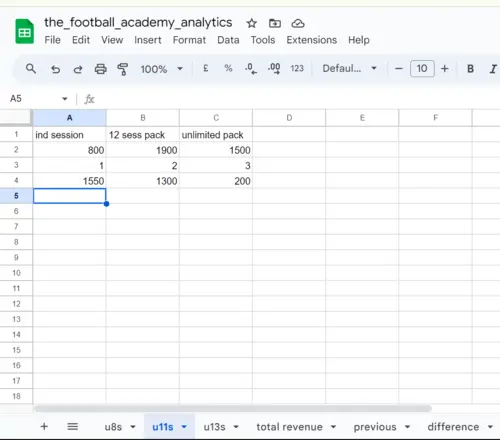 the_football_academy_analytics
File Edit View Insert Format Data Tools Extensions Help
100% £ % .0 .00 123 Defaul... − 10 + B I
A5 fx
A B C D E F
1 ind session 12 sess pack unlimited pack
2 800 1900 1500
3 1 2 3
4 1550 1300 200
5
6
7
8
9
10
11
12
13
14
15
16
17
18
+ u8s u11s u13s total revenue previous difference